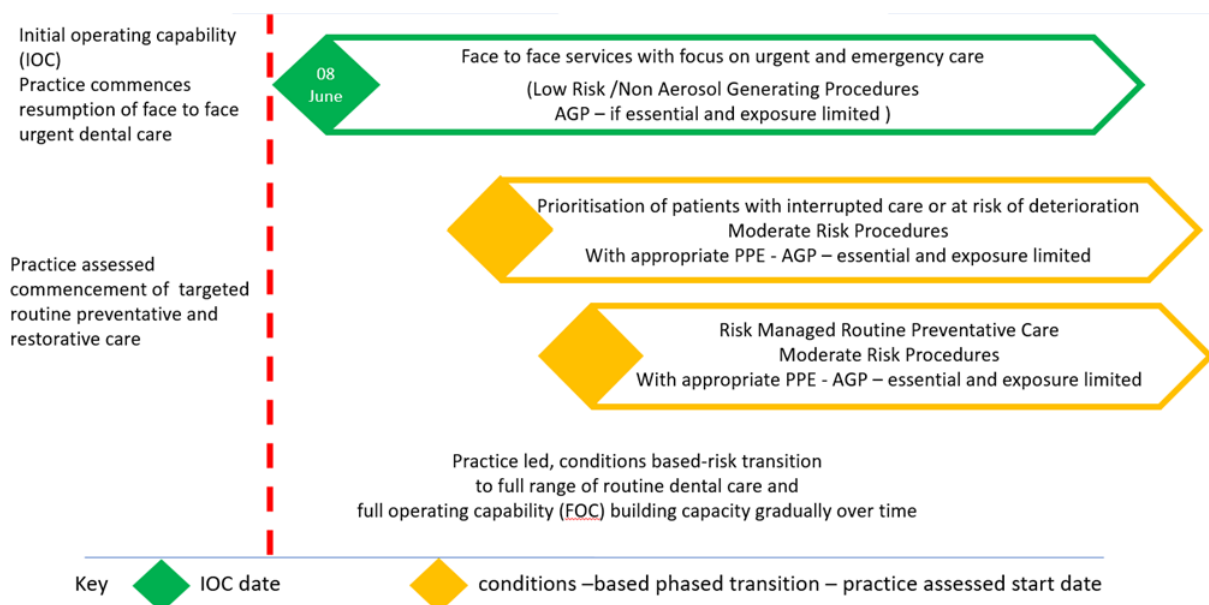 Initial operating capability
(IOC)
Practice commences
resumption of face to face
urgent dental care
08
June
Face to face services with focus on urgent and emergency care
(Low Risk /Non Aerosol Generating Procedures
AGP – if essential and exposure limited )
Prioritisation of patients with interrupted care or at risk of deterioration
Moderate Risk Procedures
With appropriate PPE - AGP – essential and exposure limited
Practice assessed
commencement of  targeted
routine preventative and
restorative care
Risk Managed Routine Preventative Care
Moderate Risk Procedures
With appropriate PPE - AGP – essential and exposure limited
Practice led, conditions based-risk transition
to full range of routine dental care and
full operating capability (FOC) building capacity gradually over time
Key
IOC date
conditions –based phased transition – practice assessed start date